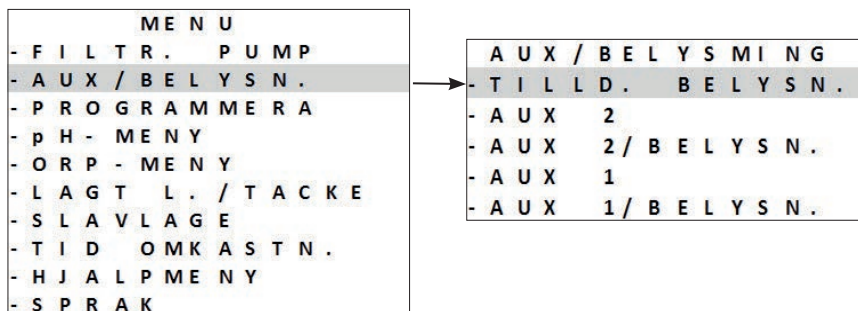 MENU
- FILTR. PUMP
- AUX/BELYSN.
- PROGRAMMERA
- pH- MENY
- ORP - MENY
- LAGT L./TACKE
- SLAVLAGE
- TID OMKASTN.
- HJALPMENY
- SPRAK
AUX/BELYSMING
- TILLD. BELYSN.
- AUX 2
- AUX 2/BELYSN.
- AUX 1
- AUX 1/BELYSN.